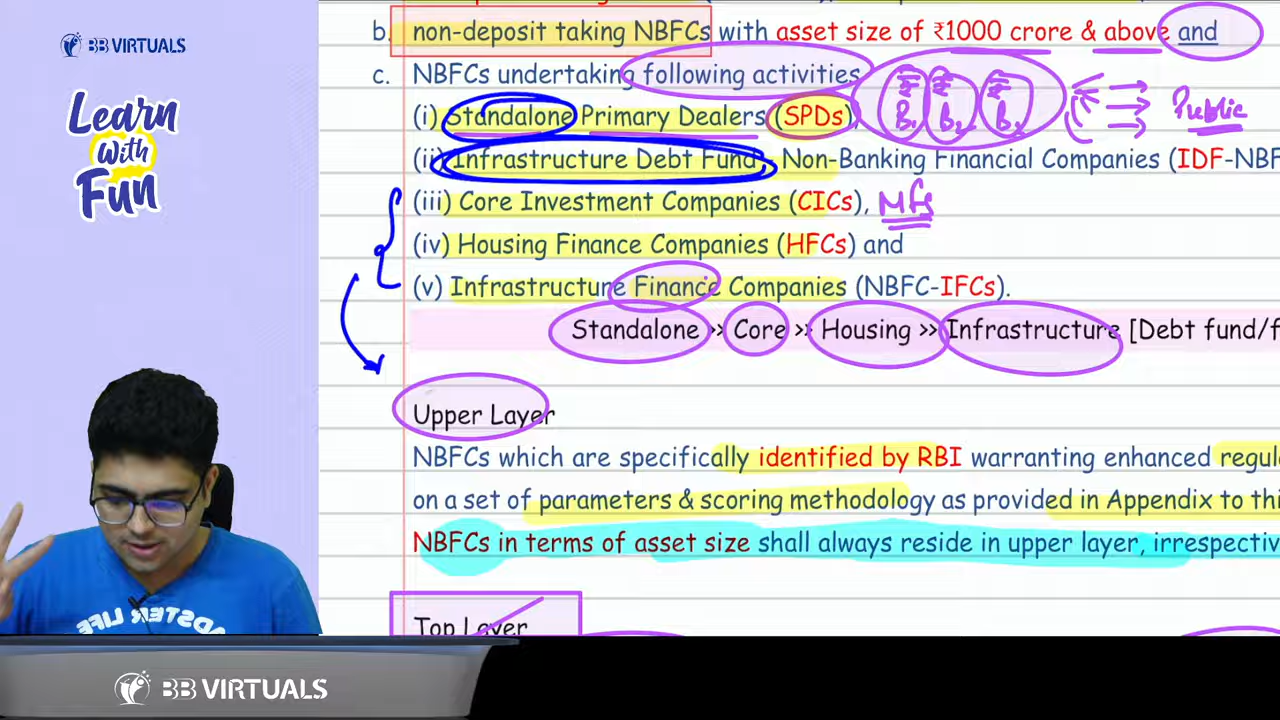 BB VIRTUALS
Learn
With
Fun
b. non-deposit taking NBFCs with asset size of ₹1000 crore & above and
c. NBFCs undertaking following activities
(i) Standalone Primary Dealers (SPDs),
B1 B2 B3
Public
(ii) Infrastructure Debt Fund, Non-Banking Financial Companies (IDF-NBF
(iii) Core Investment Companies (CICs), MFs
(iv) Housing Finance Companies (HFCs) and
(v) Infrastructure Finance Companies (NBFC-IFCs).
Standalone >> Core >> Housing >> Infrastructure [Debt fund/f
Upper Layer
NBFCs which are specifically identified by RBI warranting enhanced regul
on a set of parameters & scoring methodology as provided in Appendix to thi
NBFCs in terms of asset size shall always reside in upper layer, irrespectiv
Top Layer
BB VIRTUALS